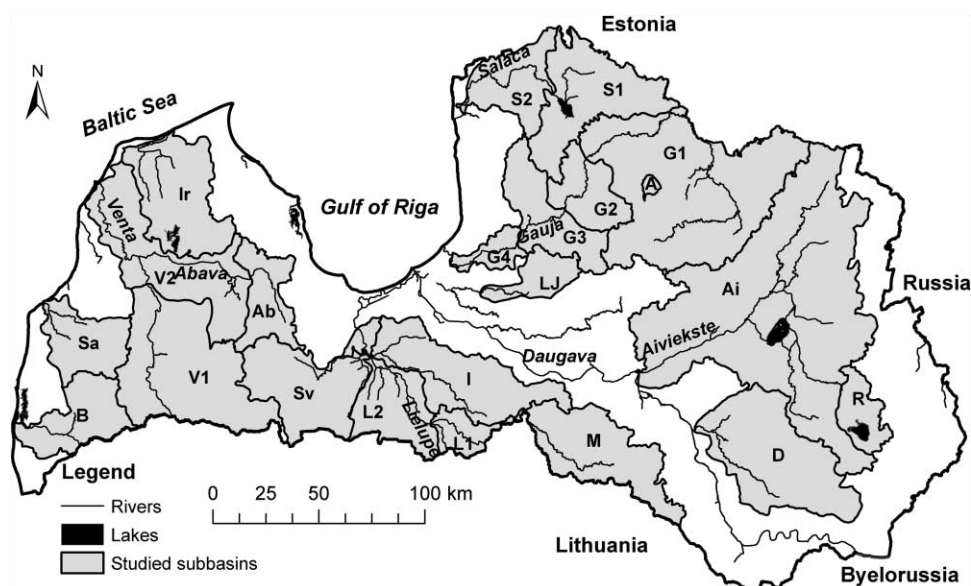 Estonia
N
Baltic Sea
Salaca
S2
S1
Ir
G1
A
Venta
Gulf of Riga
G2
Gauja
G3
G4
V2
Abava
LJ
Ai
Russia
Ab
Sa
Aiviekste
Daugava
V1
Sv
I
L2
Lielupe
L1
R
B
M
D
Legend
Rivers
Lakes
Studied subbasins
0 25 50 100 km
Lithuania
Byelorussia